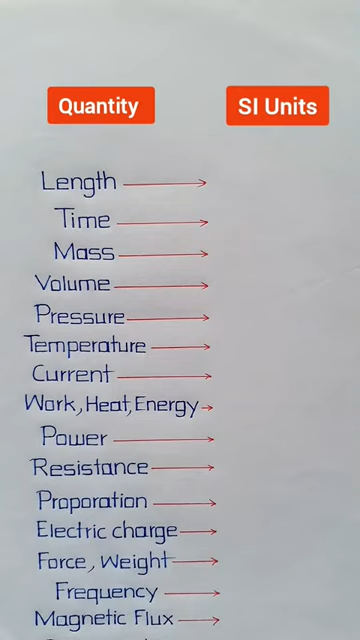 Quantity SI Units
Length
Time
Mass
Volume
Pressure
Temperature
Current
Work, Heat, Energy
Power
Resistance
Proporation
Electric charge
Force, Weight
Frequency
Magnetic Flux